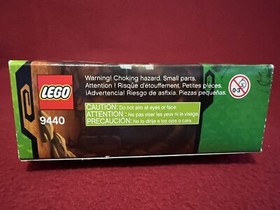 LEGO
9440
Warning! Choking hazard. Small parts.
Attention ! Risque d'étouffement. Petites pièces.
¡Advertencia! Riesgo de asfixia. Piezas pequeñas.
CAUTION: Do not aim at eyes or face.
ATTENTION : Ne pas viser les yeux ni le visage.
PRECAUCIÓN: No lo dirija a los ojos o cara.
0-3